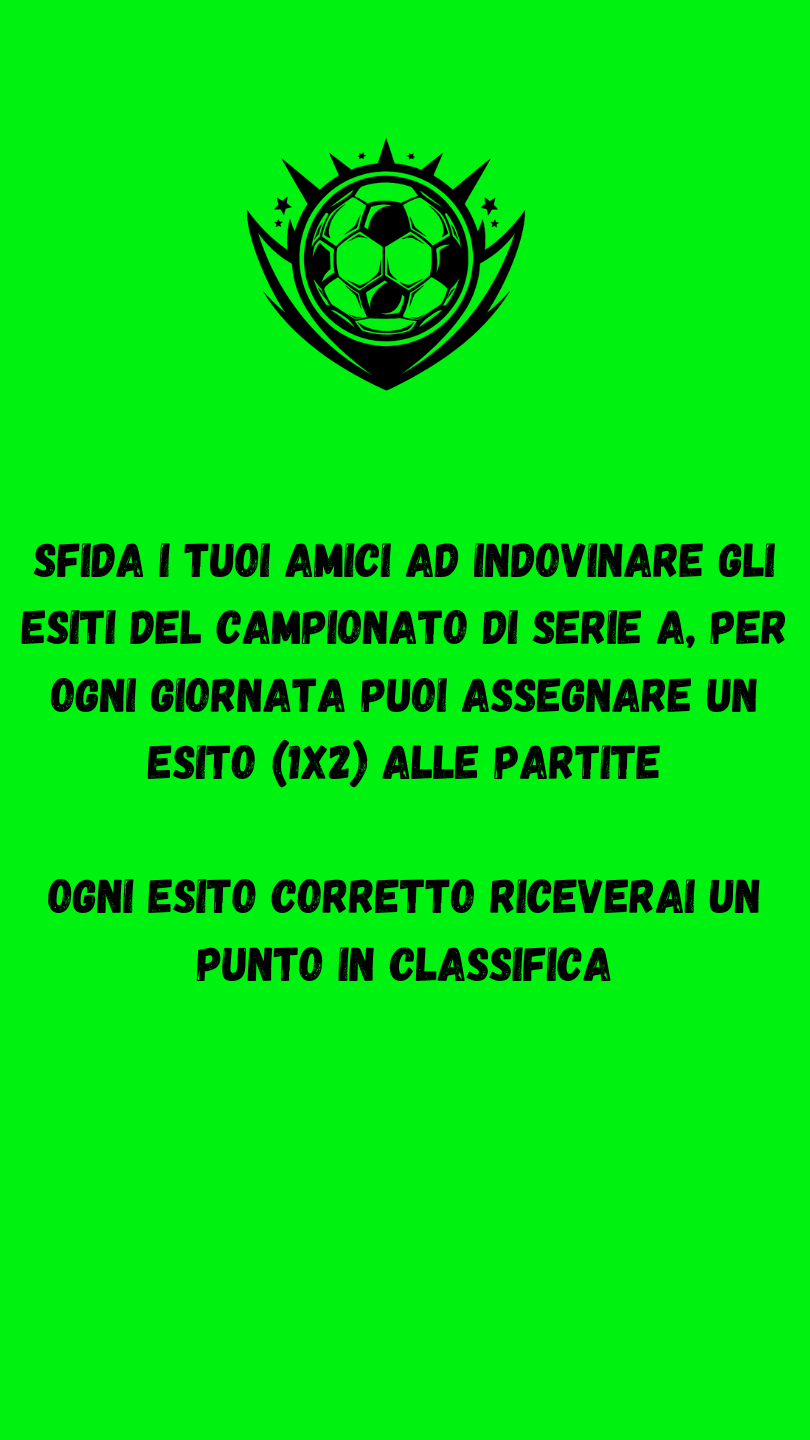 SFIDA I TUOI AMICI AD INDOVINARE GLI
ESITI DEL CAMPIONATO DI SERIE A, PER
OGNI GIORNATA PUOI ASSEGNARE UN
ESITO (1X2) ALLE PARTITE
OGNI ESITO CORRETTO RICEVERAI UN
PUNTO IN CLASSIFICA